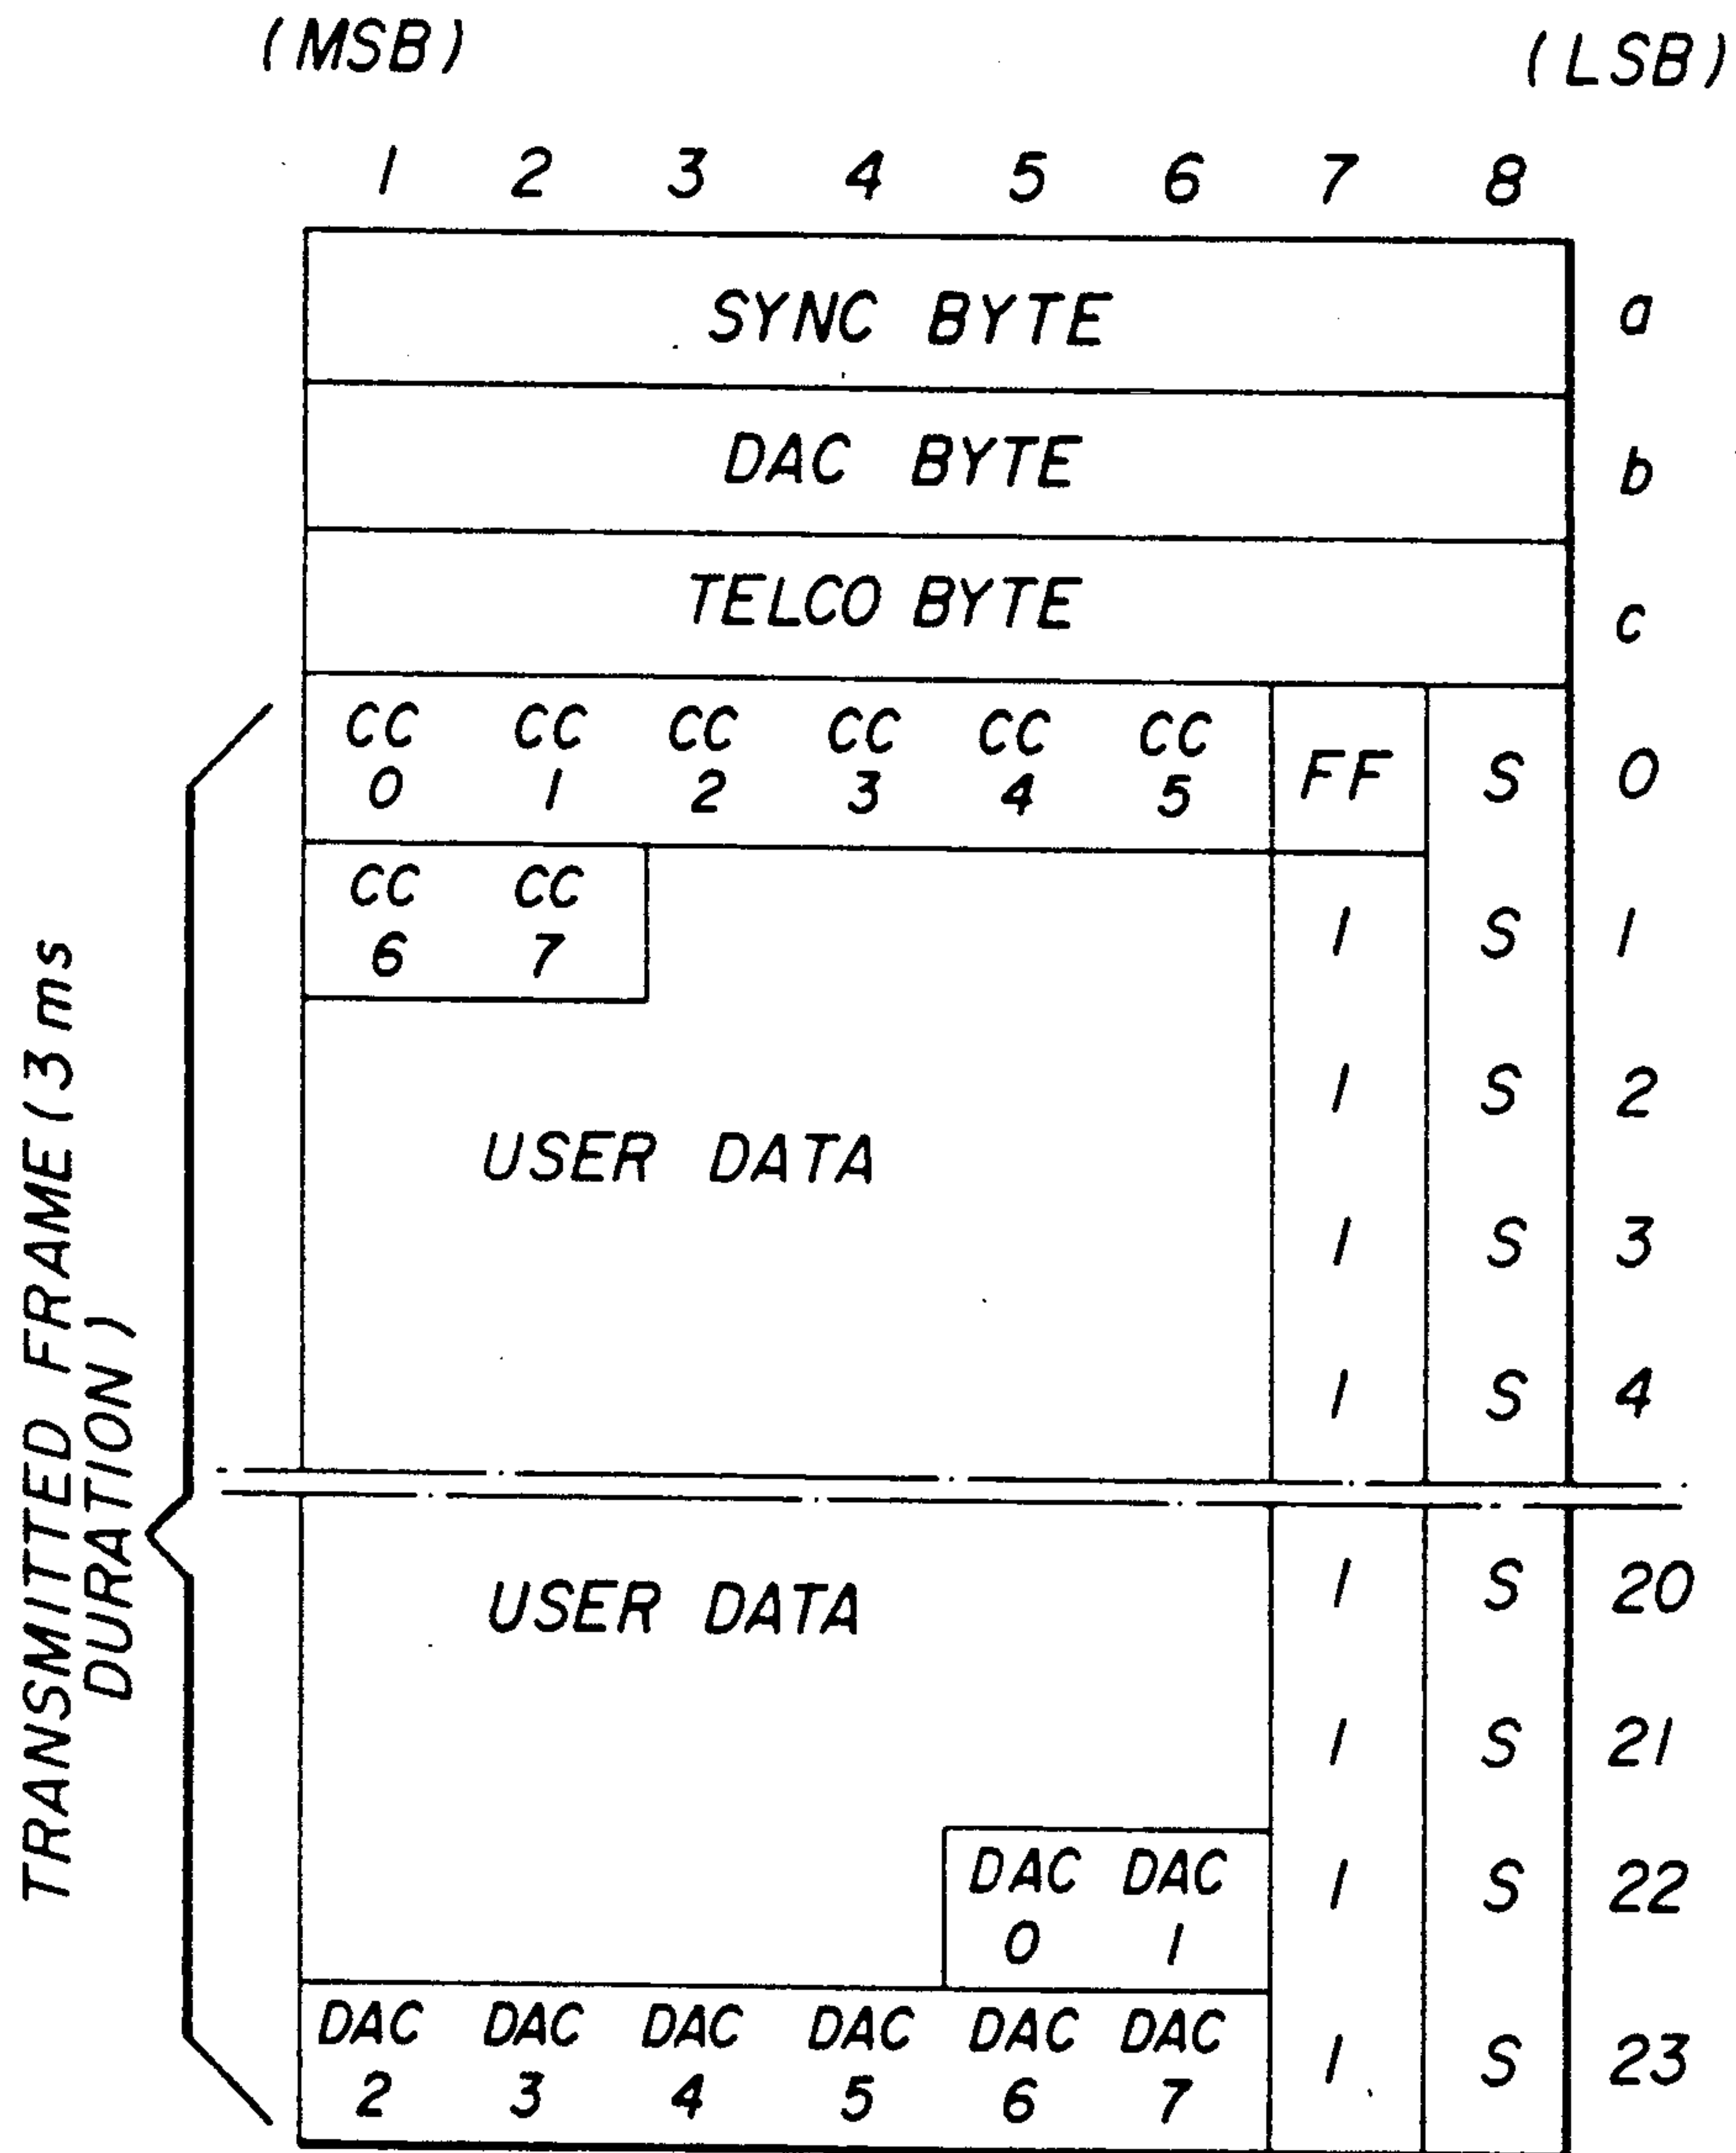 (MSB) (LSB)
1 2 3 4 5 6 7 8
SYNC BYTE a
DAC BYTE b
TELCO BYTE c
CC CC CC CC CC CC
0 1 2 3 4 5 FF S 0
CC CC
6 7 1 S 1
1 S 2
USER DATA
1 S 3
1 S 4
USER DATA 1 S 20
1 S 21
DAC DAC
0 1 1 S 22
DAC DAC DAC DAC DAC DAC
2 3 4 5 6 7 1 S 23
TRANSMITTED FRAME (3 ms
DURATION)